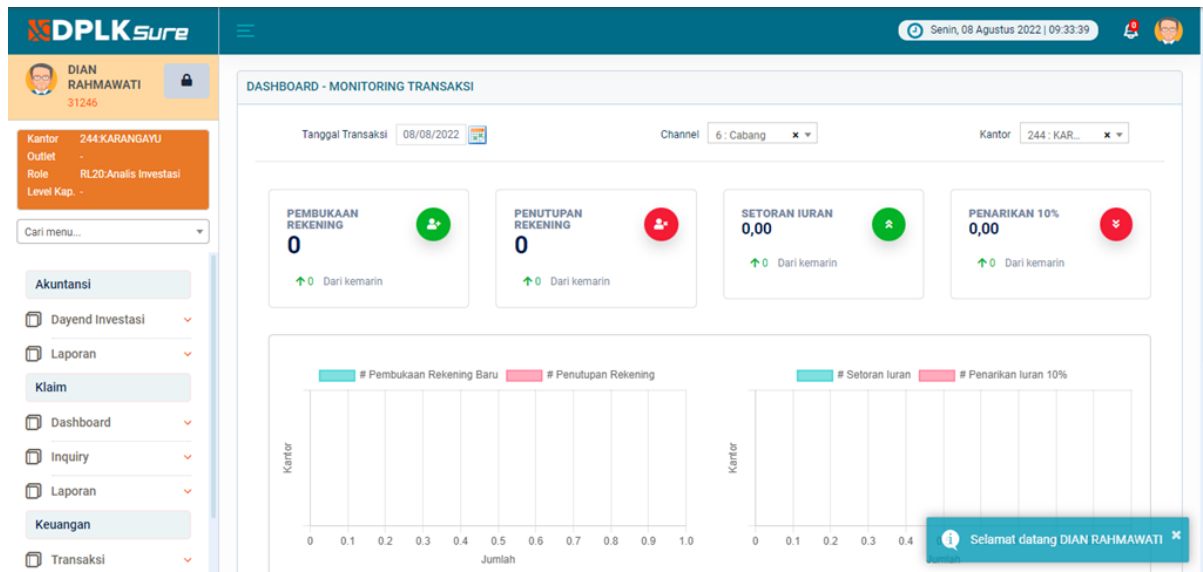 DPLKSure
Senin, 08 Agustus 2022 | 09:33:39
DIAN
RAHMAWATI
31246
Kantor 244:KARANGAYU
Outlet -
Role RL20:Analis Investasi
Level Kap. -
Cari menu...
Akuntansi
Dayend Investasi
Laporan
Klaim
Dashboard
Inquiry
Laporan
Keuangan
Transaksi
DASHBOARD - MONITORING TRANSAKSI
Tanggal Transaksi 08/08/2022 Channel 6 : Cabang x Kantor 244 : KAR... x
PEMBUKAAN
REKENING
0
0 Dari kemarin
PENUTUPAN
REKENING
0
0 Dari kemarin
SETORAN IURAN
0,00
0 Dari kemarin
PENARIKAN 10%
0,00
0 Dari kemarin
# Pembukaan Rekening Baru # Penutupan Rekening
Kantor
0 0.1 0.2 0.3 0.4 0.5 0.6 0.7 0.8 0.9 1.0
Jumlah
# Setoran Iuran # Penarikan Iuran 10%
Kantor
0 0.1 0.2 0.3 0.4
Jumlah
Selamat datang DIAN RAHMAWATI x